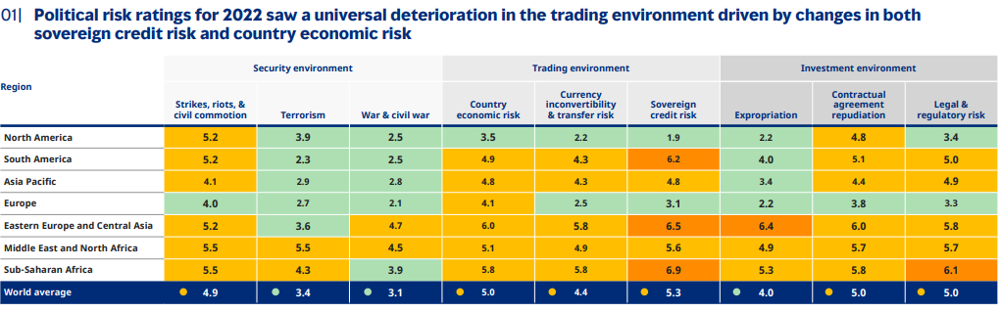 01| Political risk ratings for 2022 saw a universal deterioration in the trading environment driven by changes in both
sovereign credit risk and country economic risk
Region Security environment Trading environment Investment environment
Strikes, riots, & civil commotion Terrorism War & civil war Country economic risk Currency inconvertibility & transfer risk Sovereign credit risk Expropriation Contractual agreement repudiation Legal & regulatory risk
North America 5.2 3.9 2.5 3.5 2.2 1.9 2.2 4.8 3.4
South America 5.2 2.3 2.5 4.9 4.3 6.2 4.0 5.1 5.0
Asia Pacific 4.1 2.9 2.8 4.8 4.3 4.8 3.4 4.4 4.9
Europe 4.0 2.7 2.1 4.1 2.5 3.1 2.2 3.8 3.3
Eastern Europe and Central Asia 5.2 3.6 4.7 6.0 5.8 6.5 6.4 6.0 5.8
Middle East and North Africa 5.5 5.5 4.5 5.1 4.9 5.6 4.9 5.7 5.7
Sub-Saharan Africa 5.5 4.3 3.9 5.8 5.8 6.9 5.3 5.8 6.1
World average 4.9 3.4 3.1 5.0 4.4 5.3 4.0 5.0 5.0